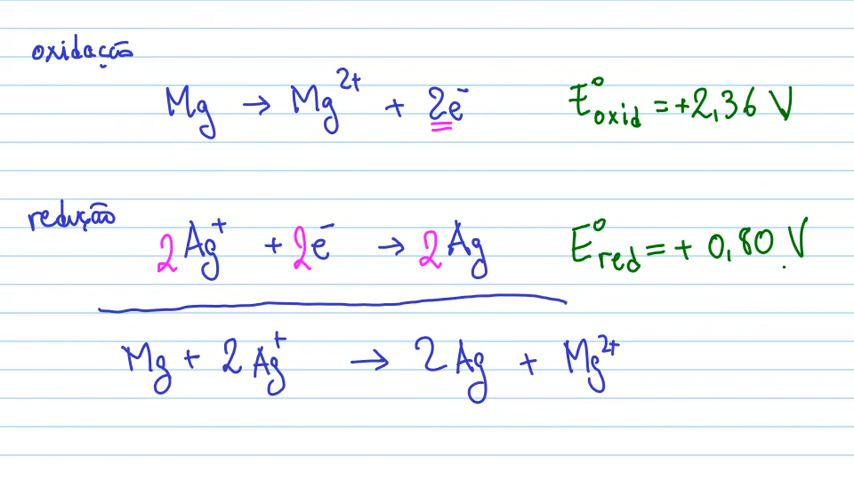 oxidação
Mg → Mg²⁺ + 2e⁻ E°oxid = +2,36 V
redução
2Ag⁺ + 2e⁻ → 2Ag E°red = + 0,80 V
Mg + 2Ag⁺ → 2Ag + Mg²⁺